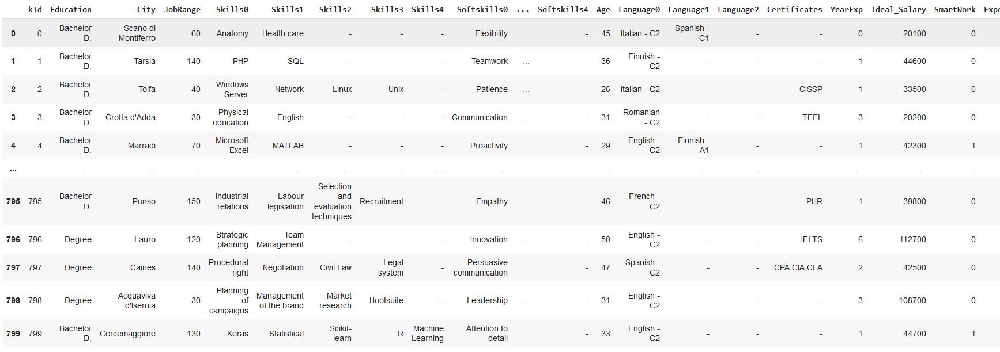 kId Education City JobRange Skills0 Skills1 Skills2 Skills3 Skills4 Softskills0 ... Softskills4 Age Language0 Language1 Language2 Certificates YearExp Ideal_Salary SmartWork Expe
0 0 Bachelor D. Scano di Montiferro 60 Anatomy Health care - - - Flexibility ... - 45 Italian - C2 Spanish - C1 - - 0 20100 0
1 1 Bachelor D. Tarsia 140 PHP SQL - - - Teamwork ... - 36 Finnish - C2 - - - 1 44600 0
2 2 Bachelor D. Tolfa 40 Windows Server Network Linux Unix - Patience ... - 26 Italian - C2 - - CISSP 1 33500 0
3 3 Bachelor D. Crotta d'Adda 30 Physical education English - - - Communication ... - 31 Romanian - C2 - - TEFL 3 20200 0
4 4 Bachelor D. Marradi 70 Microsoft Excel MATLAB - - - Proactivity ... - 29 English - C2 Finnish - A1 - - 1 42300 1
... ... ... ... ... ... ... ... ... ... ... ... ... ... ... ... ... ... ... ... ...
795 795 Bachelor D. Ponso 150 Industrial relations Labour legislation Selection and evaluation techniques Recruitment - Empathy ... - 46 French - C2 - - PHR 1 39800 0
796 796 Degree Lauro 120 Strategic planning Team Management - - - Innovation ... - 50 English - C2 - - IELTS 6 112700 0
797 797 Degree Caines 140 Procedural right Negotiation Civil Law Legal system - Persuasive communication ... - 47 Spanish - C2 - - CPA,CIA,CFA 2 42500 0
798 798 Degree Acquaviva d'Isernia 30 Planning of campaigns Management of the brand Market research Hootsuite - Leadership ... - 31 English - C2 - - - 3 108700 0
799 799 Bachelor D. Cercemaggiore 130 Keras Statistical Scikit-learn R Machine Learning Attention to detail ... - 33 English - C2 - - - 1 44700 1